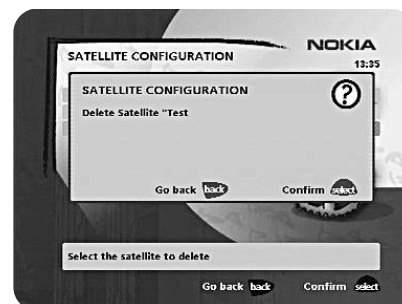 NOKIA
SATELLITE CONFIGURATION
13:35
SATELLITE CONFIGURATION
?
Delete Satellite "Test
Go back back Confirm select
Select the satellite to delete
Go back back Confirm select